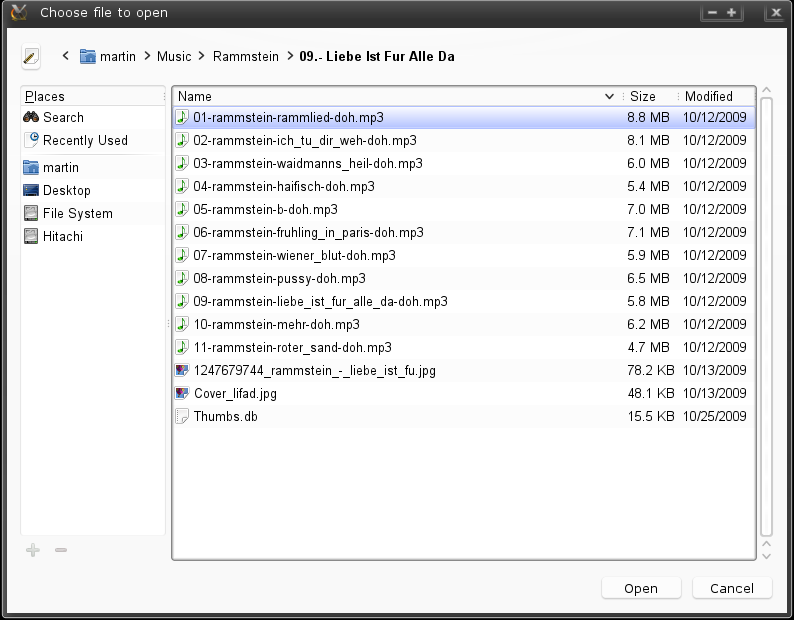 Choose file to open
martin Music Rammstein 09.- Liebe Ist Fur Alle Da
Places
Search
Recently Used
martin
Desktop
File System
Hitachi
Name Size Modified
01-rammstein-rammlied-doh.mp3 8.8 MB 10/12/2009
02-rammstein-ich_tu_dir_weh-doh.mp3 8.1 MB 10/12/2009
03-rammstein-waidmanns_heil-doh.mp3 6.0 MB 10/12/2009
04-rammstein-haifisch-doh.mp3 5.4 MB 10/12/2009
05-rammstein-b-doh.mp3 7.0 MB 10/12/2009
06-rammstein-fruhling_in_paris-doh.mp3 7.1 MB 10/12/2009
07-rammstein-wiener_blut-doh.mp3 5.9 MB 10/12/2009
08-rammstein-pussy-doh.mp3 6.5 MB 10/12/2009
09-rammstein-liebe_ist_fur_alle_da-doh.mp3 5.8 MB 10/12/2009
10-rammstein-mehr-doh.mp3 6.2 MB 10/12/2009
11-rammstein-roter_sand-doh.mp3 4.7 MB 10/12/2009
1247679744_rammstein_-_liebe_ist_fu.jpg 78.2 KB 10/13/2009
Cover_lifad.jpg 48.1 KB 10/13/2009
Thumbs.db 15.5 KB 10/25/2009
Open Cancel